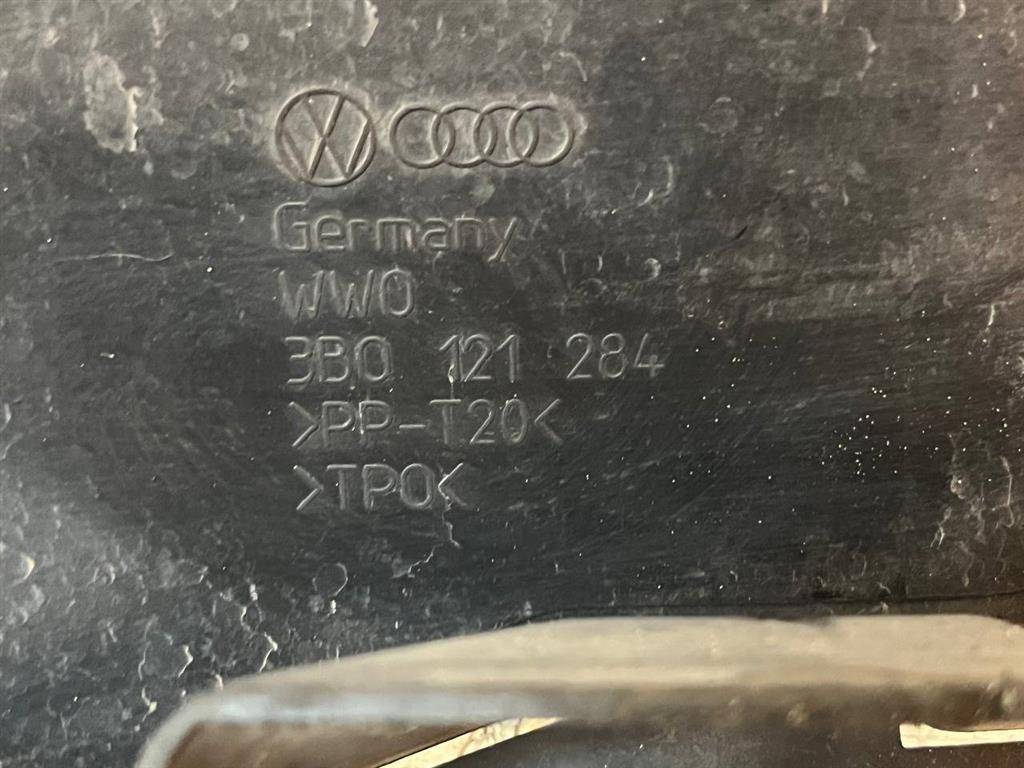 Germany
WWO
3B0 121 284
>PP-T20<
>TPO<